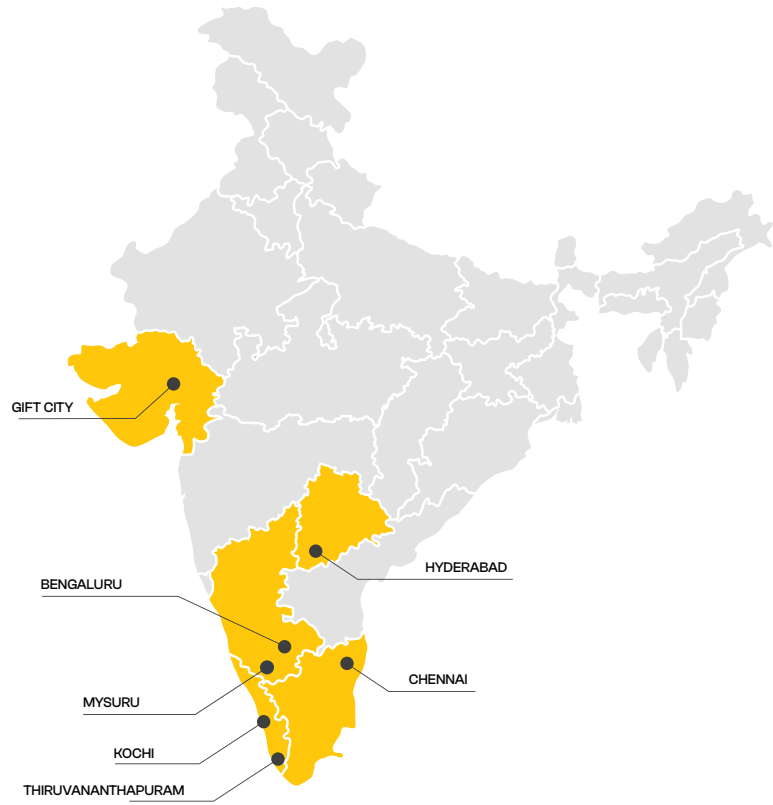 GIFT CITY
HYDERABAD
BENGALURU
CHENNAI
MYSURU
KOCHI
THIRUVANANTHAPURAM